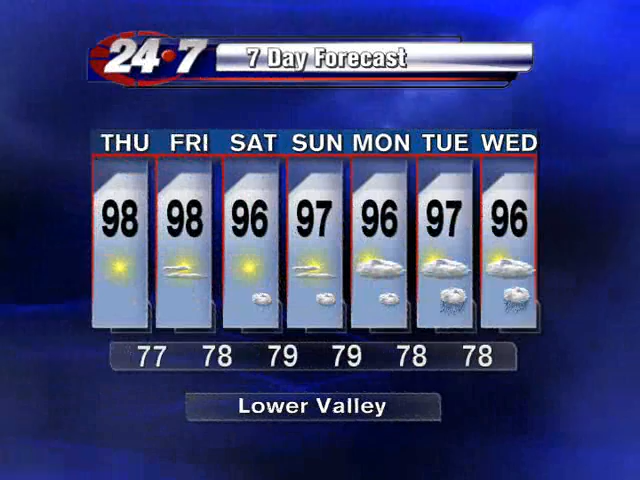 24·7 7 Day Forecast
THU FRI SAT SUN MON TUE WED
98 98 96 97 96 97 96
77 78 79 79 78 78
Lower Valley